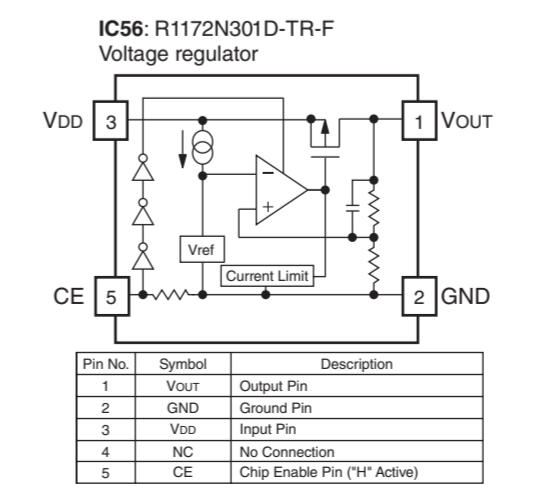 IC56: R1172N301D-TR-F
Voltage regulator
VDD 3
1 VOUT
Vref
Current Limit
CE 5
2 GND
Pin No. Symbol Description
1 VOUT Output Pin
2 GND Ground Pin
3 VDD Input Pin
4 NC No Connection
5 CE Chip Enable Pin ("H" Active)